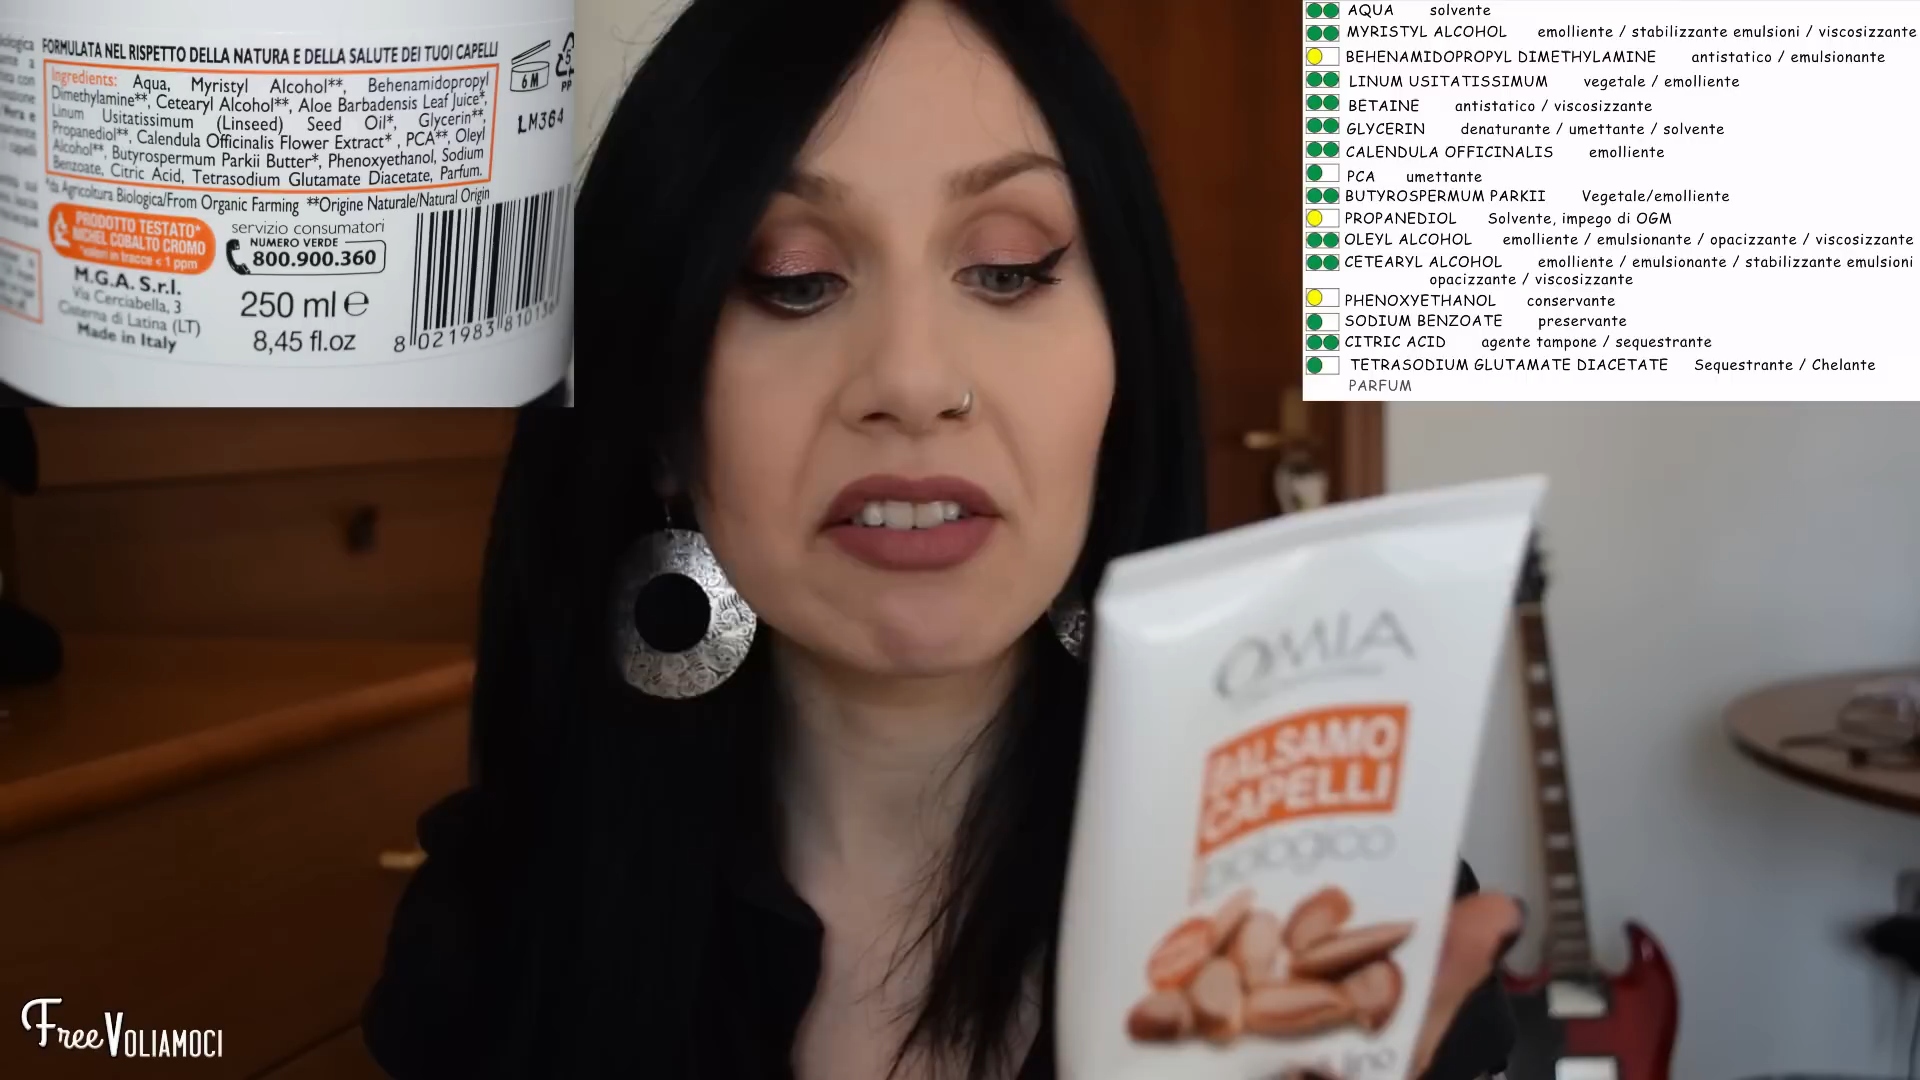 FORMULATA NEL RISPETTO DELLA NATURA E DELLA SALUTE DEI TUOI CAPELLI
Ingredients: Aqua, Myristyl Alcohol**, Behenamidopropyl
Dimethylamine**, Cetearyl Alcohol**, Aloe Barbadensis Leaf Juice*,
Linum Usitatissimum (Linseed) Seed Oil*, Glycerin**,
Propanediol**, Calendula Officinalis Flower Extract*, PCA**, Oleyl
Alcohol**, Butyrospermum Parkii Butter*, Phenoxyethanol, Sodium
Benzoate, Citric Acid, Tetrasodium Glutamate Diacetate, Parfum.
*da Agricoltura Biologica/From Organic Farming **Origine Naturale/Natural Origin
6M
LM364
PRODOTTO TESTATO*
NICHEL COBALTO CROMO
*valori in tracce < 1 ppm
servizio consumatori
NUMERO VERDE
800.900.360
M.G.A. S.r.l.
Via Cerciabella, 3
Cisterna di Latina (LT)
Made in Italy
250 ml e
8,45 fl.oz
8 021983 810136
AQUA solvente
MYRISTYL ALCOHOL emolliente / stabilizzante emulsioni / viscosizzante
BEHENAMIDOPROPYL DIMETHYLAMINE antistatico / emulsionante
LINUM USITATISSIMUM vegetale / emolliente
BETAINE antistatico / viscosizzante
GLYCERIN denaturante / umettante / solvente
CALENDULA OFFICINALIS emolliente
PCA umettante
BUTYROSPERMUM PARKII Vegetale/emolliente
PROPANEDIOL Solvente, impego di OGM
OLEYL ALCOHOL emolliente / emulsionante / opacizzante / viscosizzante
CETEARYL ALCOHOL emolliente / emulsionante / stabilizzante emulsioni
opacizzante / viscosizzante
PHENOXYETHANOL conservante
SODIUM BENZOATE preservante
CITRIC ACID agente tampone / sequestrante
TETRASODIUM GLUTAMATE DIACETATE Sequestrante / Chelante
PARFUM
OMIA
BALSAMO
CAPELLI
biologico
FreeVOLIAMOCI